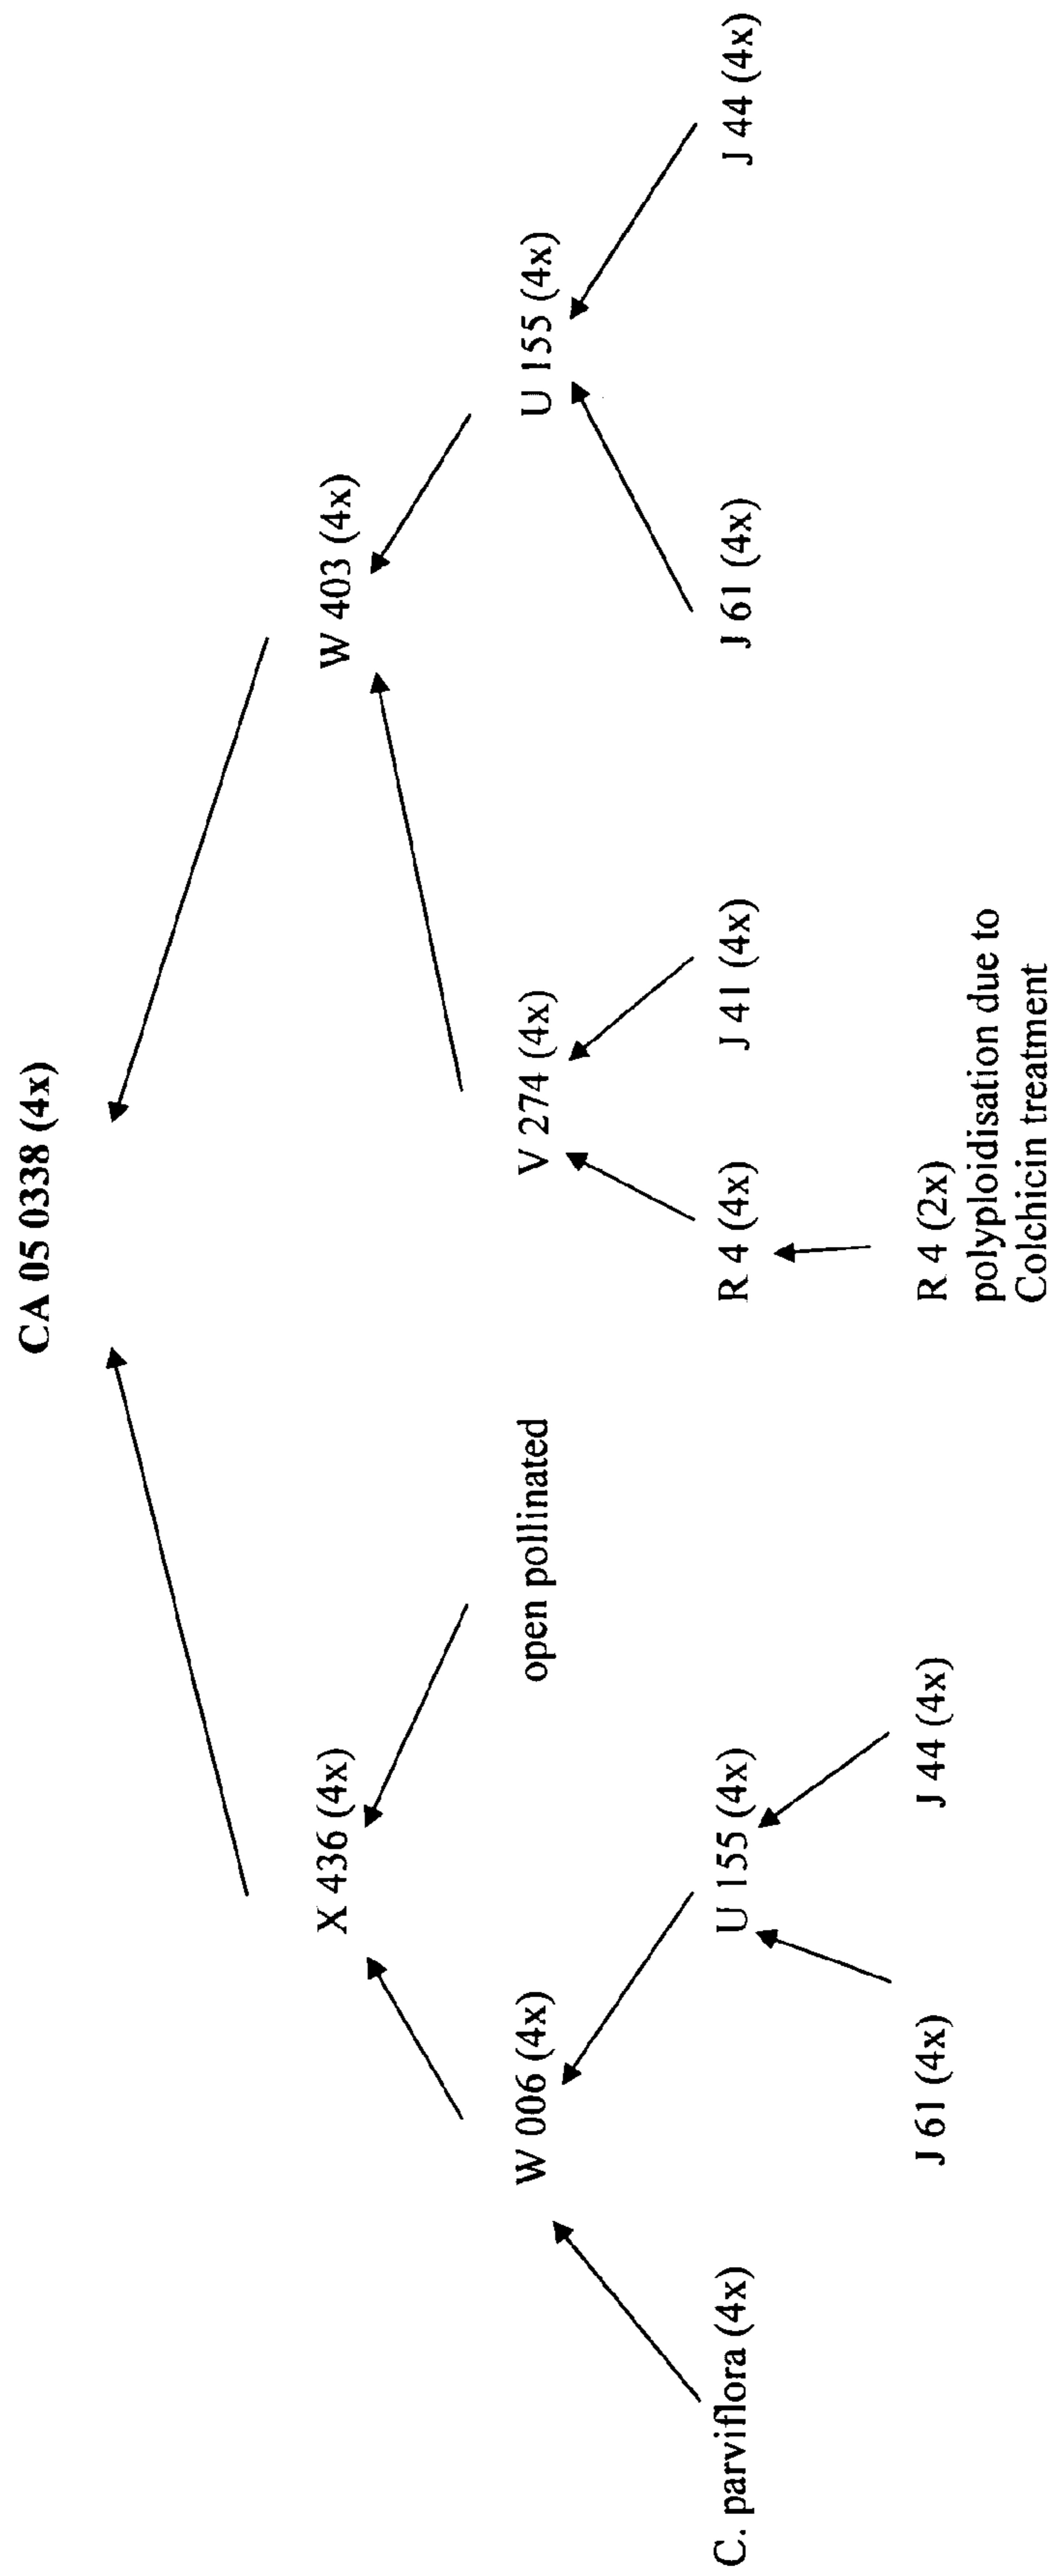 CA 05 0338 (4x)
X 436 (4x)
W 403 (4x)
W 006 (4x)
open pollinated
V 274 (4x)
U 155 (4x)
C. parviflora (4x)
U 155 (4x)
R 4 (4x)
J 41 (4x)
J 61 (4x)
J 44 (4x)
J 61 (4x)
J 44 (4x)
R 4 (2x)
polyploidisation due to
Colchicin treatment